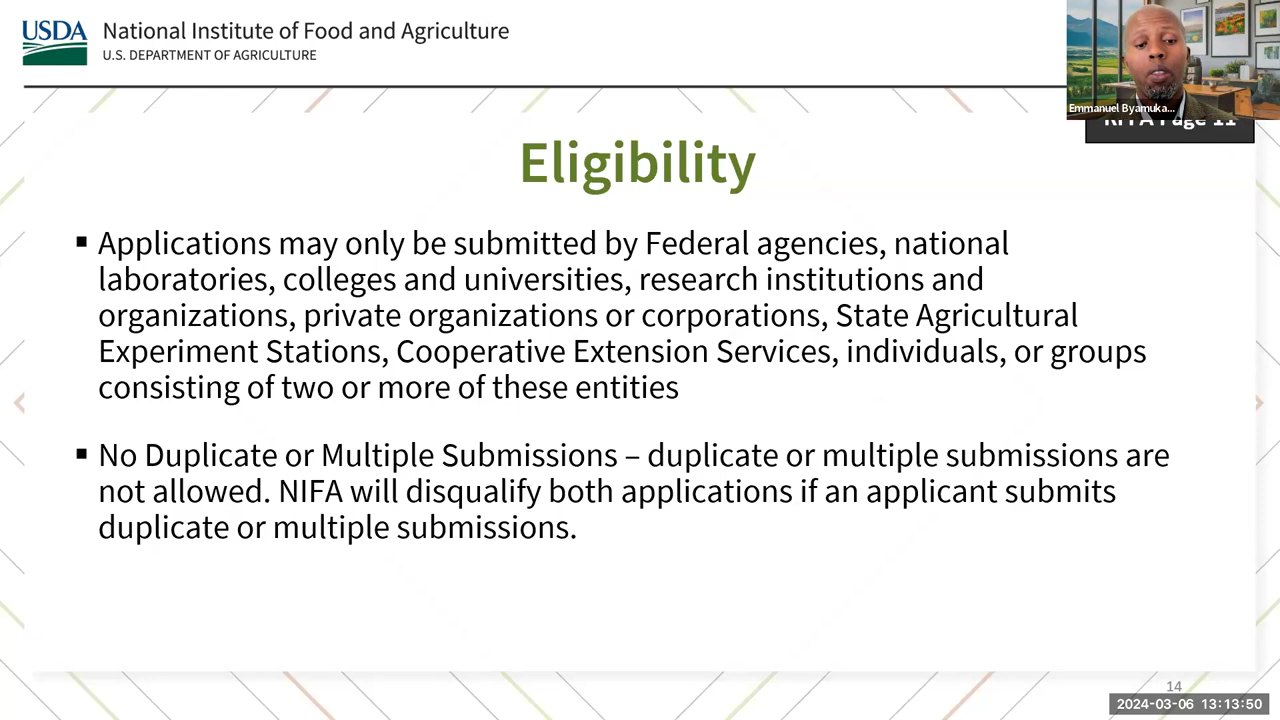 USDA
National Institute of Food and Agriculture
U.S. DEPARTMENT OF AGRICULTURE
Emmanuel Byamuka...
Page 11
Eligibility
▪ Applications may only be submitted by Federal agencies, national
laboratories, colleges and universities, research institutions and
organizations, private organizations or corporations, State Agricultural
Experiment Stations, Cooperative Extension Services, individuals, or groups
consisting of two or more of these entities
▪ No Duplicate or Multiple Submissions – duplicate or multiple submissions are
not allowed. NIFA will disqualify both applications if an applicant submits
duplicate or multiple submissions.
14
2024-03-06 13:13:50